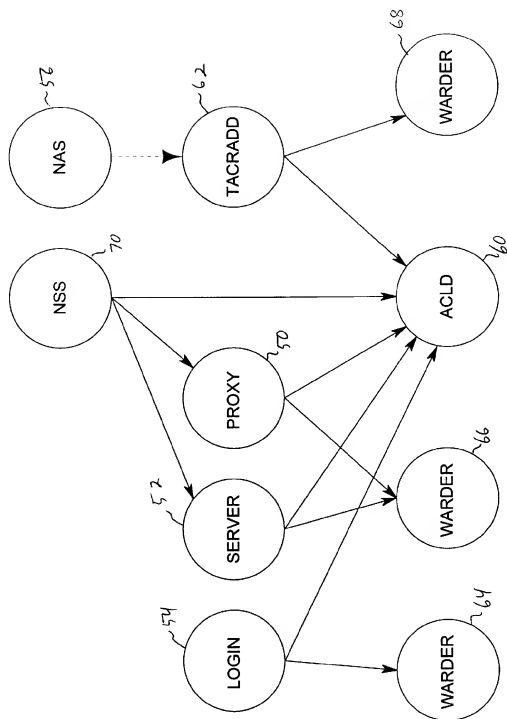 NAS
56
NSS
70
TACRADD
62
PROXY
50
SERVER
52
LOGIN
54
WARDER
68
ACLD
60
WARDER
66
WARDER
64